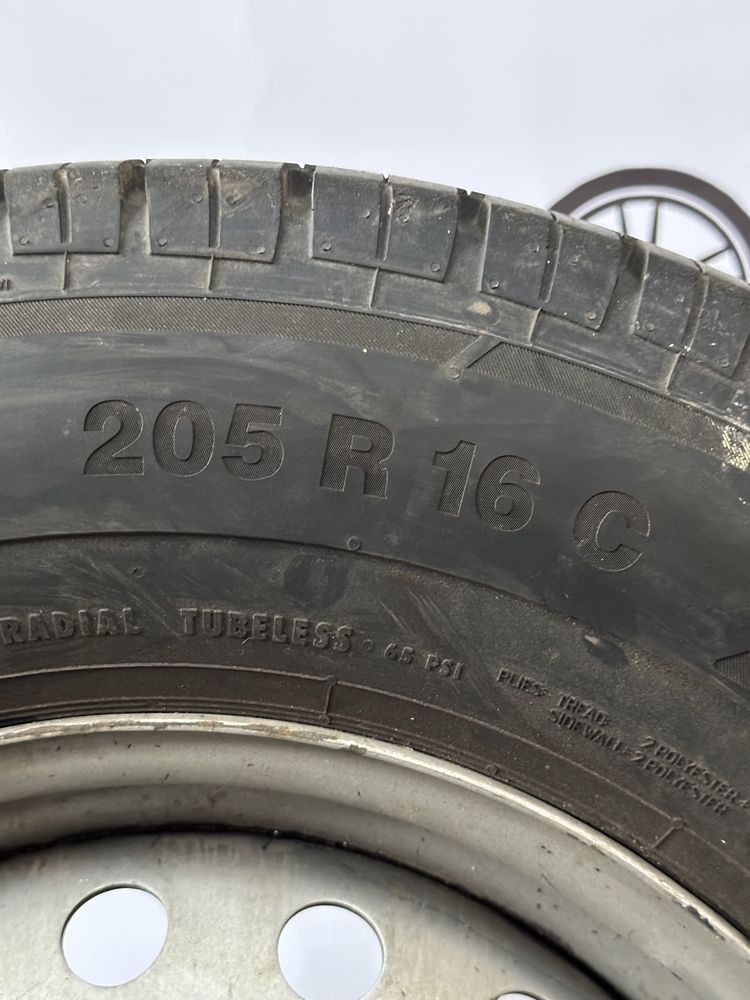 205 R 16 C
RADIAL TUBELESS · 65 PSI
PLIES: TREAD: 2 POLYESTER +
SIDEWALL: 2 POLYESTER